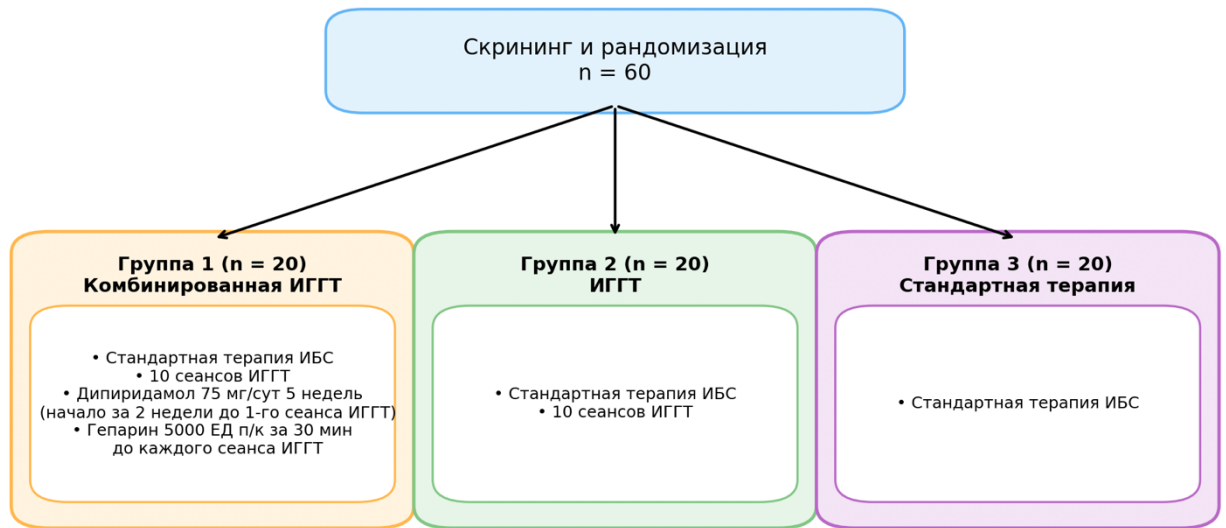 Скрининг и рандомизация
n = 60
Группа 1 (n = 20)
Комбинированная ИГГТ
• Стандартная терапия ИБС
• 10 сеансов ИГГТ
• Дипиридамол 75 мг/сут 5 недель
(начало за 2 недели до 1-го сеанса ИГГТ)
• Гепарин 5000 ЕД п/к за 30 мин
до каждого сеанса ИГГТ
Группа 2 (n = 20)
ИГГТ
• Стандартная терапия ИБС
• 10 сеансов ИГГТ
Группа 3 (n = 20)
Стандартная терапия
• Стандартная терапия ИБС